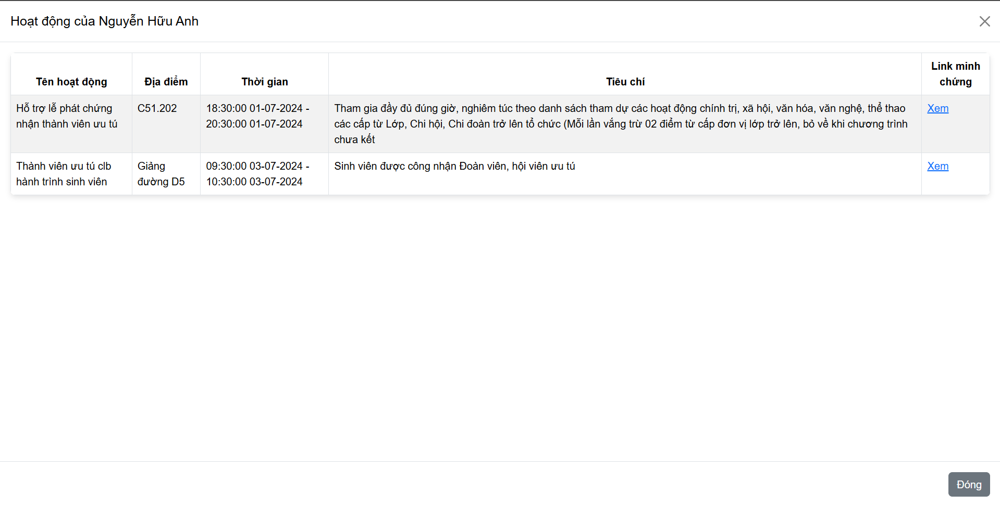 Hoạt động của Nguyễn Hữu Anh
Tên hoạt động
Địa điểm
Thời gian
Tiêu chí
Link minh
chứng
Hỗ trợ lễ phát chứng
nhận thành viên ưu tú
C51.202
18:30:00 01-07-2024 -
20:30:00 01-07-2024
Tham gia đầy đủ đúng giờ, nghiêm túc theo danh sách tham dự các hoạt động chính trị, xã hội, văn hóa, văn nghệ, thể thao
các cấp từ Lớp, Chi hội, Chi đoàn trở lên tổ chức (Mỗi lần vắng trừ 02 điểm từ cấp đơn vị lớp trở lên, bỏ về khi chương trình
chưa kết
Xem
Thành viên ưu tú clb
hành trình sinh viên
Giảng
đường D5
09:30:00 03-07-2024 -
10:30:00 03-07-2024
Sinh viên được công nhận Đoàn viên, hội viên ưu tú
Xem
Đóng